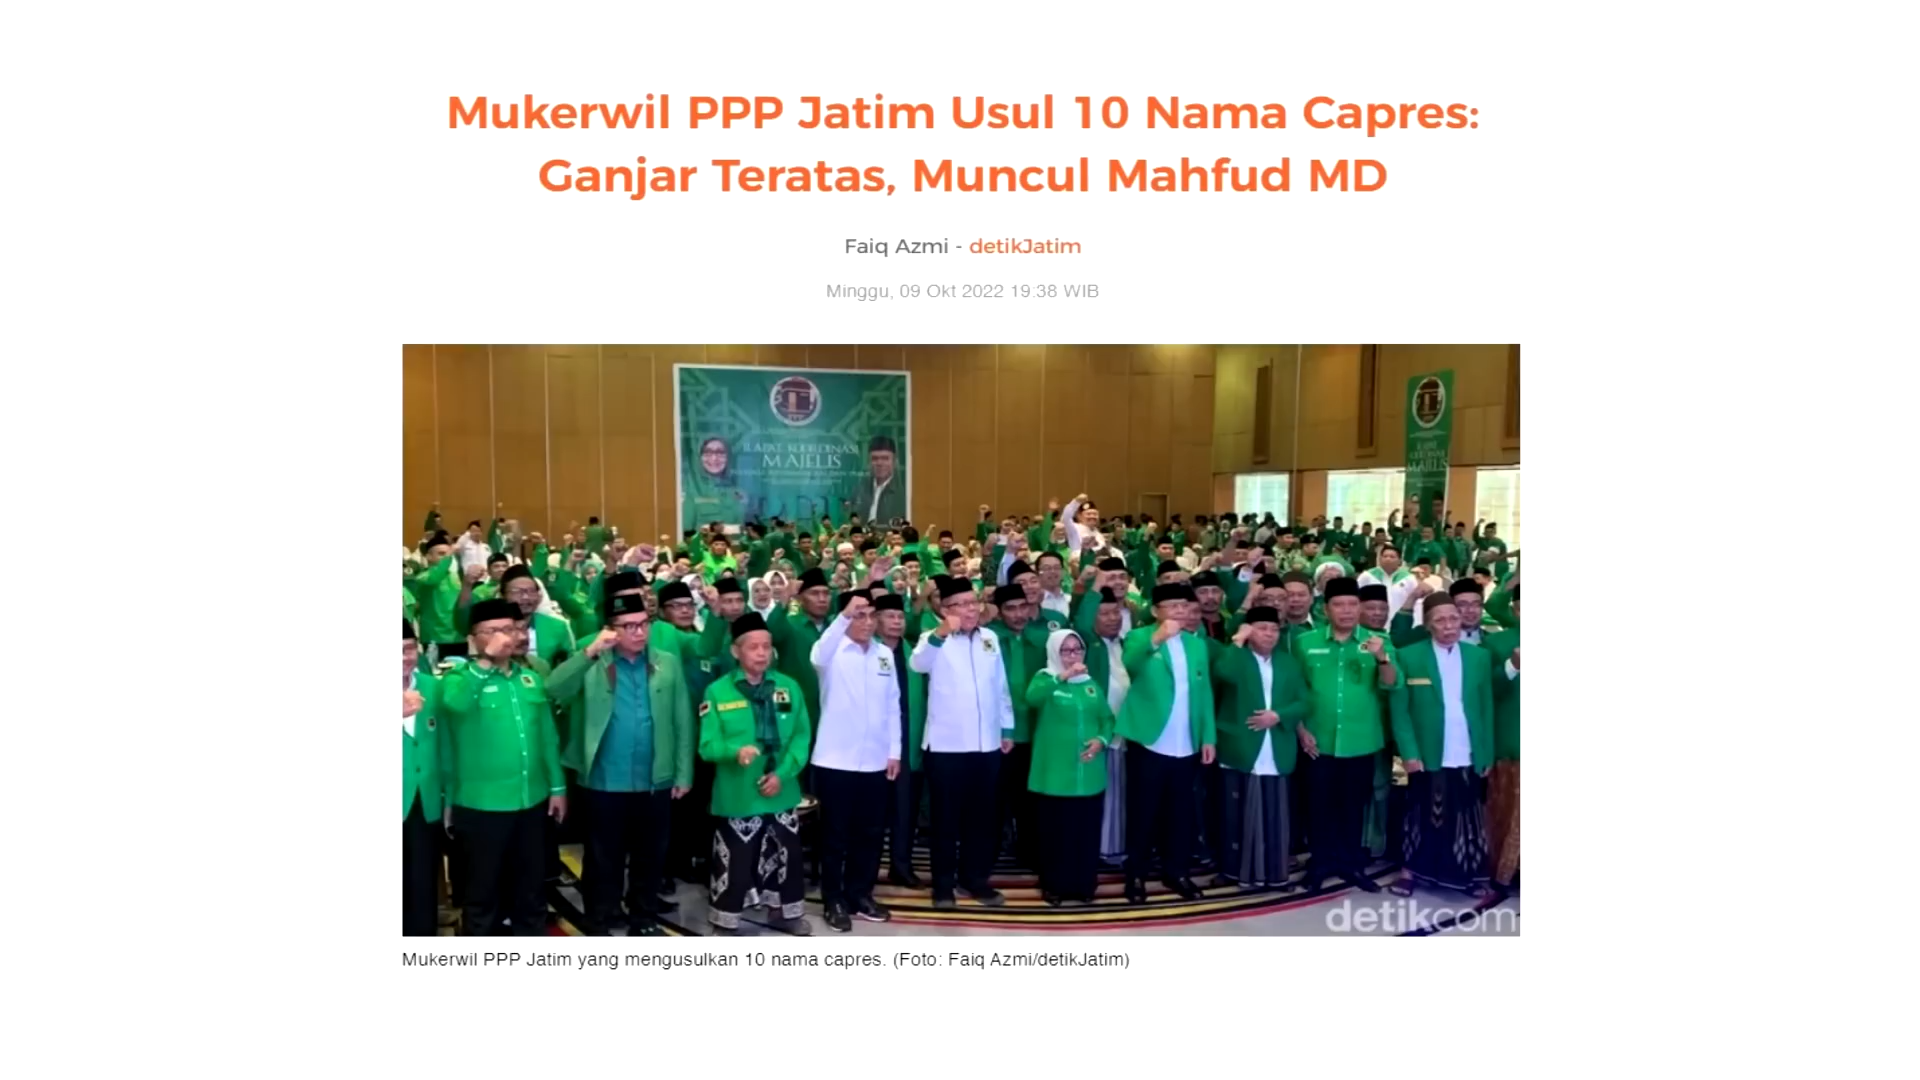 Mukerwil PPP Jatim Usul 10 Nama Capres:
Ganjar Teratas, Muncul Mahfud MD
Faiq Azmi - detikJatim
Minggu, 09 Okt 2022 19:38 WIB
MAJELIS
MAJELIS
detikcom
Mukerwil PPP Jatim yang mengusulkan 10 nama capres. (Foto: Faiq Azmi/detikJatim)